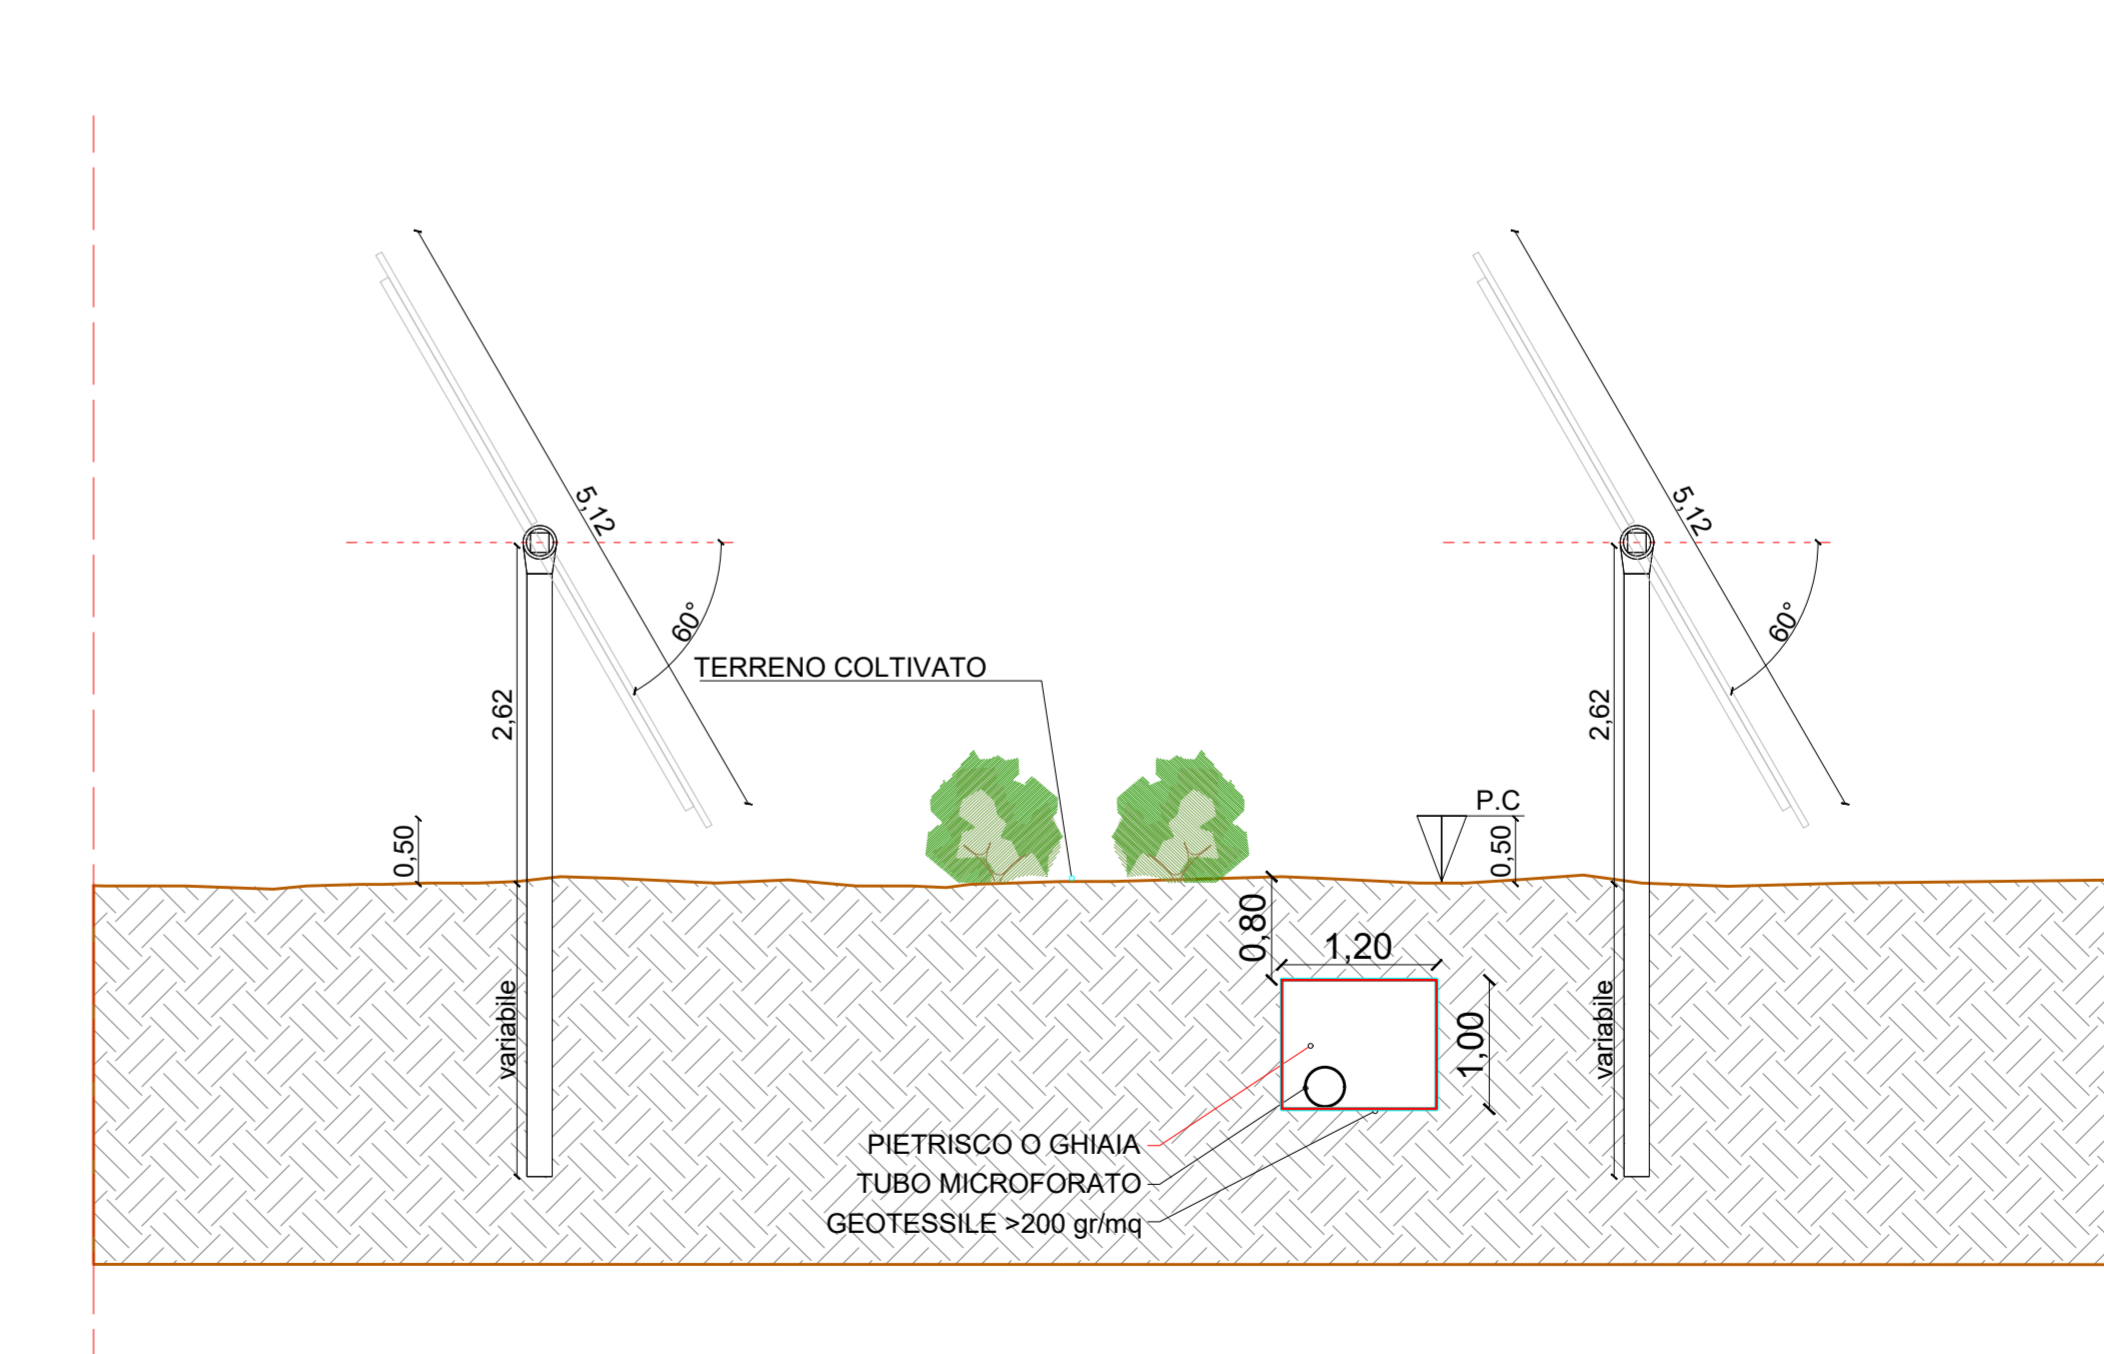 5,12
5,12
60°
60°
TERRENO COLTIVATO
2,62
2,62
P.C
0,50
0,50
0,80
1,20
variabile
1,00
variabile
PIETRISCO O GHIAIA
TUBO MICROFORATO
GEOTESSILE >200 gr/mq